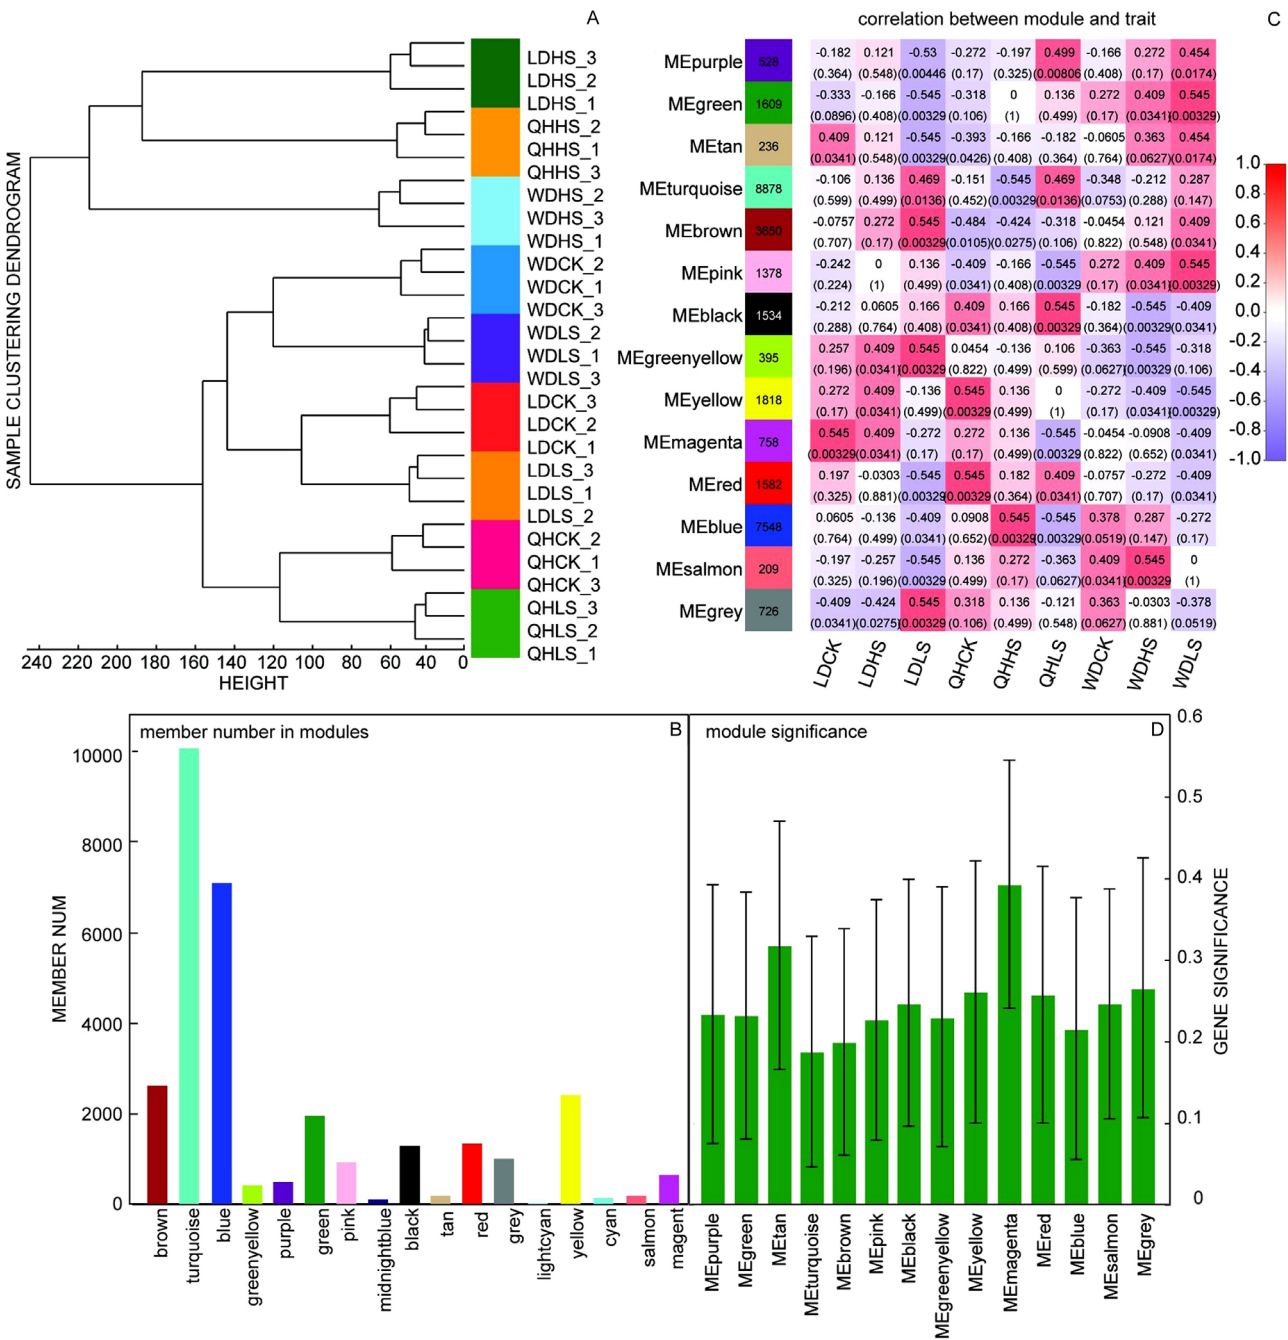 A
SAMPLE CLUSTERING DENDROGRAM
LDHS_3
LDHS_2
LDHS_1
QHHS_2
QHHS_1
QHHS_3
WDHS_2
WDHS_3
WDHS_1
WDCK_2
WDCK_1
WDCK_3
WDLS_2
WDLS_1
WDLS_3
LDCK_3
LDCK_2
LDCK_1
LDLS_3
LDLS_1
LDLS_2
QHCK_2
QHCK_1
QHCK_3
QHLS_3
QHLS_2
QHLS_1
240 220 200 180 160 140 120 100 80 60 40 20 0
HEIGHT
correlation between module and trait
C
MEpurple 528 -0.182 0.121 -0.53 -0.272 -0.197 0.499 -0.166 0.272 0.454
(0.364) (0.548) (0.00446) (0.17) (0.325) (0.00806) (0.408) (0.17) (0.0174)
MEgreen 1609 -0.333 -0.166 -0.545 -0.318 0 0.136 0.272 0.409 0.545
(0.0896) (0.408) (0.00329) (0.106) (1) (0.499) (0.17) (0.0341) (0.00329)
MEtan 236 0.409 0.121 -0.545 -0.393 -0.166 -0.182 -0.0605 0.363 0.454
(0.0341) (0.548) (0.00329) (0.0426) (0.408) (0.364) (0.764) (0.0627) (0.0174)
MEturquoise 8878 -0.106 0.136 0.469 -0.151 -0.545 0.469 -0.348 -0.212 0.287
(0.599) (0.499) (0.0136) (0.452) (0.00329) (0.0136) (0.0753) (0.288) (0.147)
MEbrown 3650 -0.0757 0.272 0.545 -0.484 -0.424 -0.318 -0.0454 0.121 0.409
(0.707) (0.17) (0.00329) (0.0105) (0.0275) (0.106) (0.822) (0.548) (0.0341)
MEpink 1378 -0.242 0 0.136 -0.409 -0.166 -0.545 0.272 0.409 0.545
(0.224) (1) (0.499) (0.0341) (0.408) (0.00329) (0.17) (0.0341) (0.00329)
MEblack 1534 -0.212 0.0605 0.166 0.409 0.166 0.545 -0.182 -0.545 -0.409
(0.288) (0.764) (0.408) (0.0341) (0.408) (0.00329) (0.364) (0.00329) (0.0341)
MEgreenyellow 395 0.257 0.409 0.545 0.0454 -0.136 0.106 -0.363 -0.545 -0.318
(0.196) (0.0341) (0.00329) (0.822) (0.499) (0.599) (0.0627) (0.00329) (0.106)
MEyellow 1818 0.272 0.409 -0.136 0.545 0.136 0 -0.272 -0.409 -0.545
(0.17) (0.0341) (0.499) (0.00329) (0.499) (1) (0.17) (0.0341) (0.00329)
MEmagenta 758 0.545 0.409 -0.272 0.272 0.136 -0.545 -0.0454 -0.0908 -0.409
(0.00329) (0.0341) (0.17) (0.17) (0.499) (0.00329) (0.822) (0.652) (0.0341)
MEred 1582 0.197 -0.0303 -0.545 0.545 0.182 0.409 -0.0757 -0.272 -0.409
(0.325) (0.881) (0.00329) (0.00329) (0.364) (0.0341) (0.707) (0.17) (0.0341)
MEblue 7548 0.0605 -0.136 -0.409 0.0908 0.545 -0.545 0.378 0.287 -0.272
(0.764) (0.499) (0.0341) (0.652) (0.00329) (0.00329) (0.0519) (0.147) (0.17)
MEsalmon 209 -0.197 -0.257 -0.545 0.136 0.272 -0.363 0.409 0.545 0
(0.325) (0.196) (0.00329) (0.499) (0.17) (0.0627) (0.0341) (0.00329) (1)
MEgrey 726 -0.409 -0.424 0.545 0.318 0.136 -0.121 0.363 -0.0303 -0.378
(0.0341) (0.0275) (0.00329) (0.106) (0.499) (0.548) (0.0627) (0.881) (0.0519)
LDCK LDHS LDLS QHCK QHHS QHLS WDCK WDHS WDLS
1.0
0.8
0.6
0.4
0.2
0.0
-0.2
-0.4
-0.6
-0.8
-1.0
member number in modules
B
MEMBER NUM
10000
8000
6000
4000
2000
0
brown turquoise blue greenyellow purple green pink midnightblue black tan red grey lightcyan yellow cyan salmon magent
module significance
D
0.6
0.5
0.4
0.3
0.2
0.1
0
GENE SIGNIFICANCE
MEpurple MEgreen MEtan MEturquoise MEbrown MEpink MEblack MEgreenyellow MEyellow MEmagenta MEred MEblue MEsalmon MEgrey